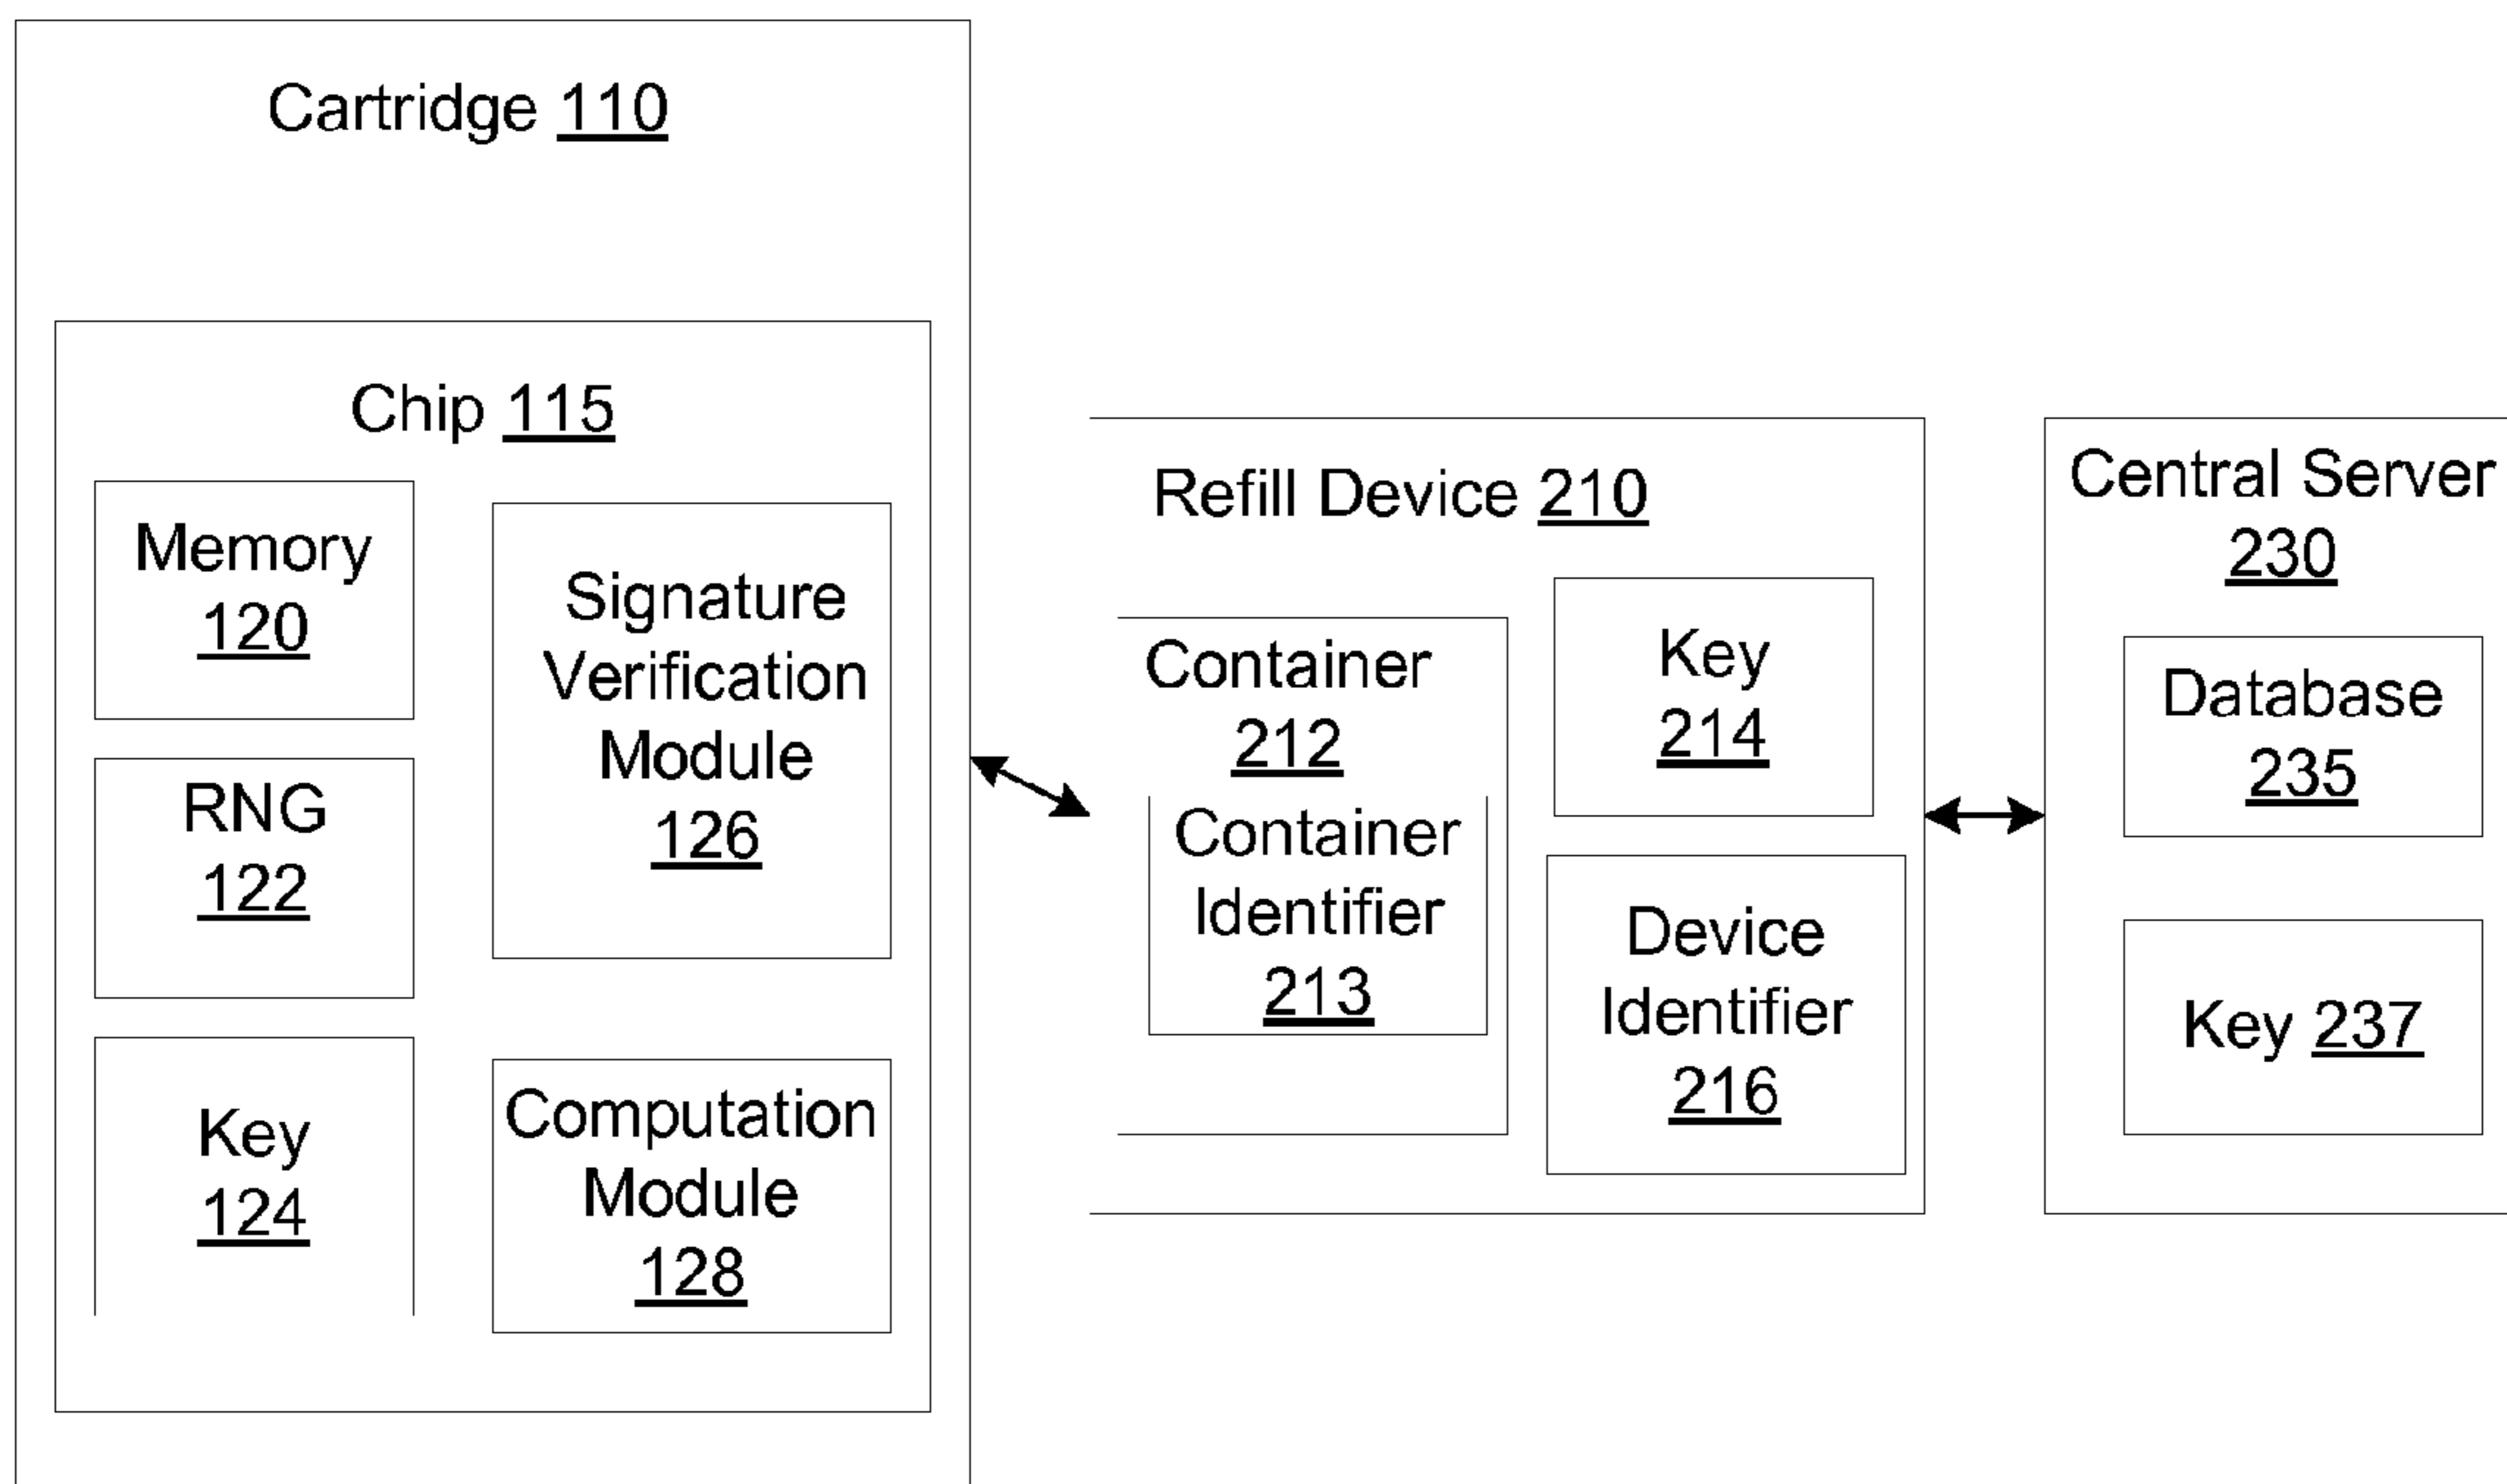 Cartridge 110
Chip 115
Memory
120
RNG
122
Key
124
Signature
Verification
Module
126
Computation
Module
128
Refill Device 210
Container
212
Container
Identifier
213
Key
214
Device
Identifier
216
Central Server
230
Database
235
Key 237